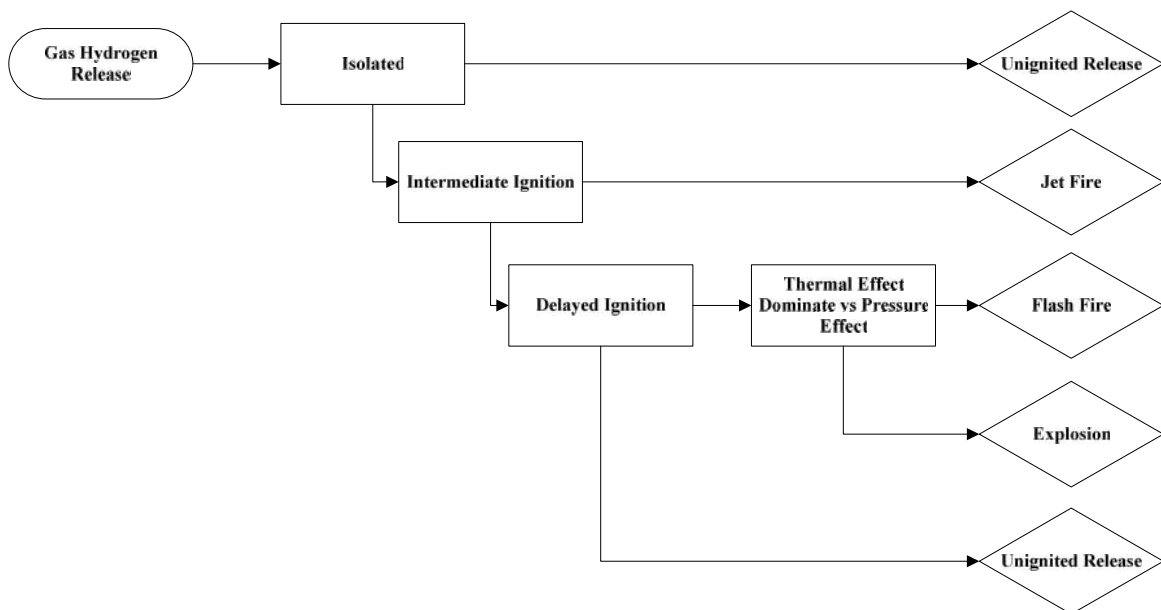 Gas Hydrogen
Release
Isolated
Unignited Release
Intermediate Ignition
Jet Fire
Delayed Ignition
Thermal Effect
Dominate vs Pressure
Effect
Flash Fire
Explosion
Unignited Release